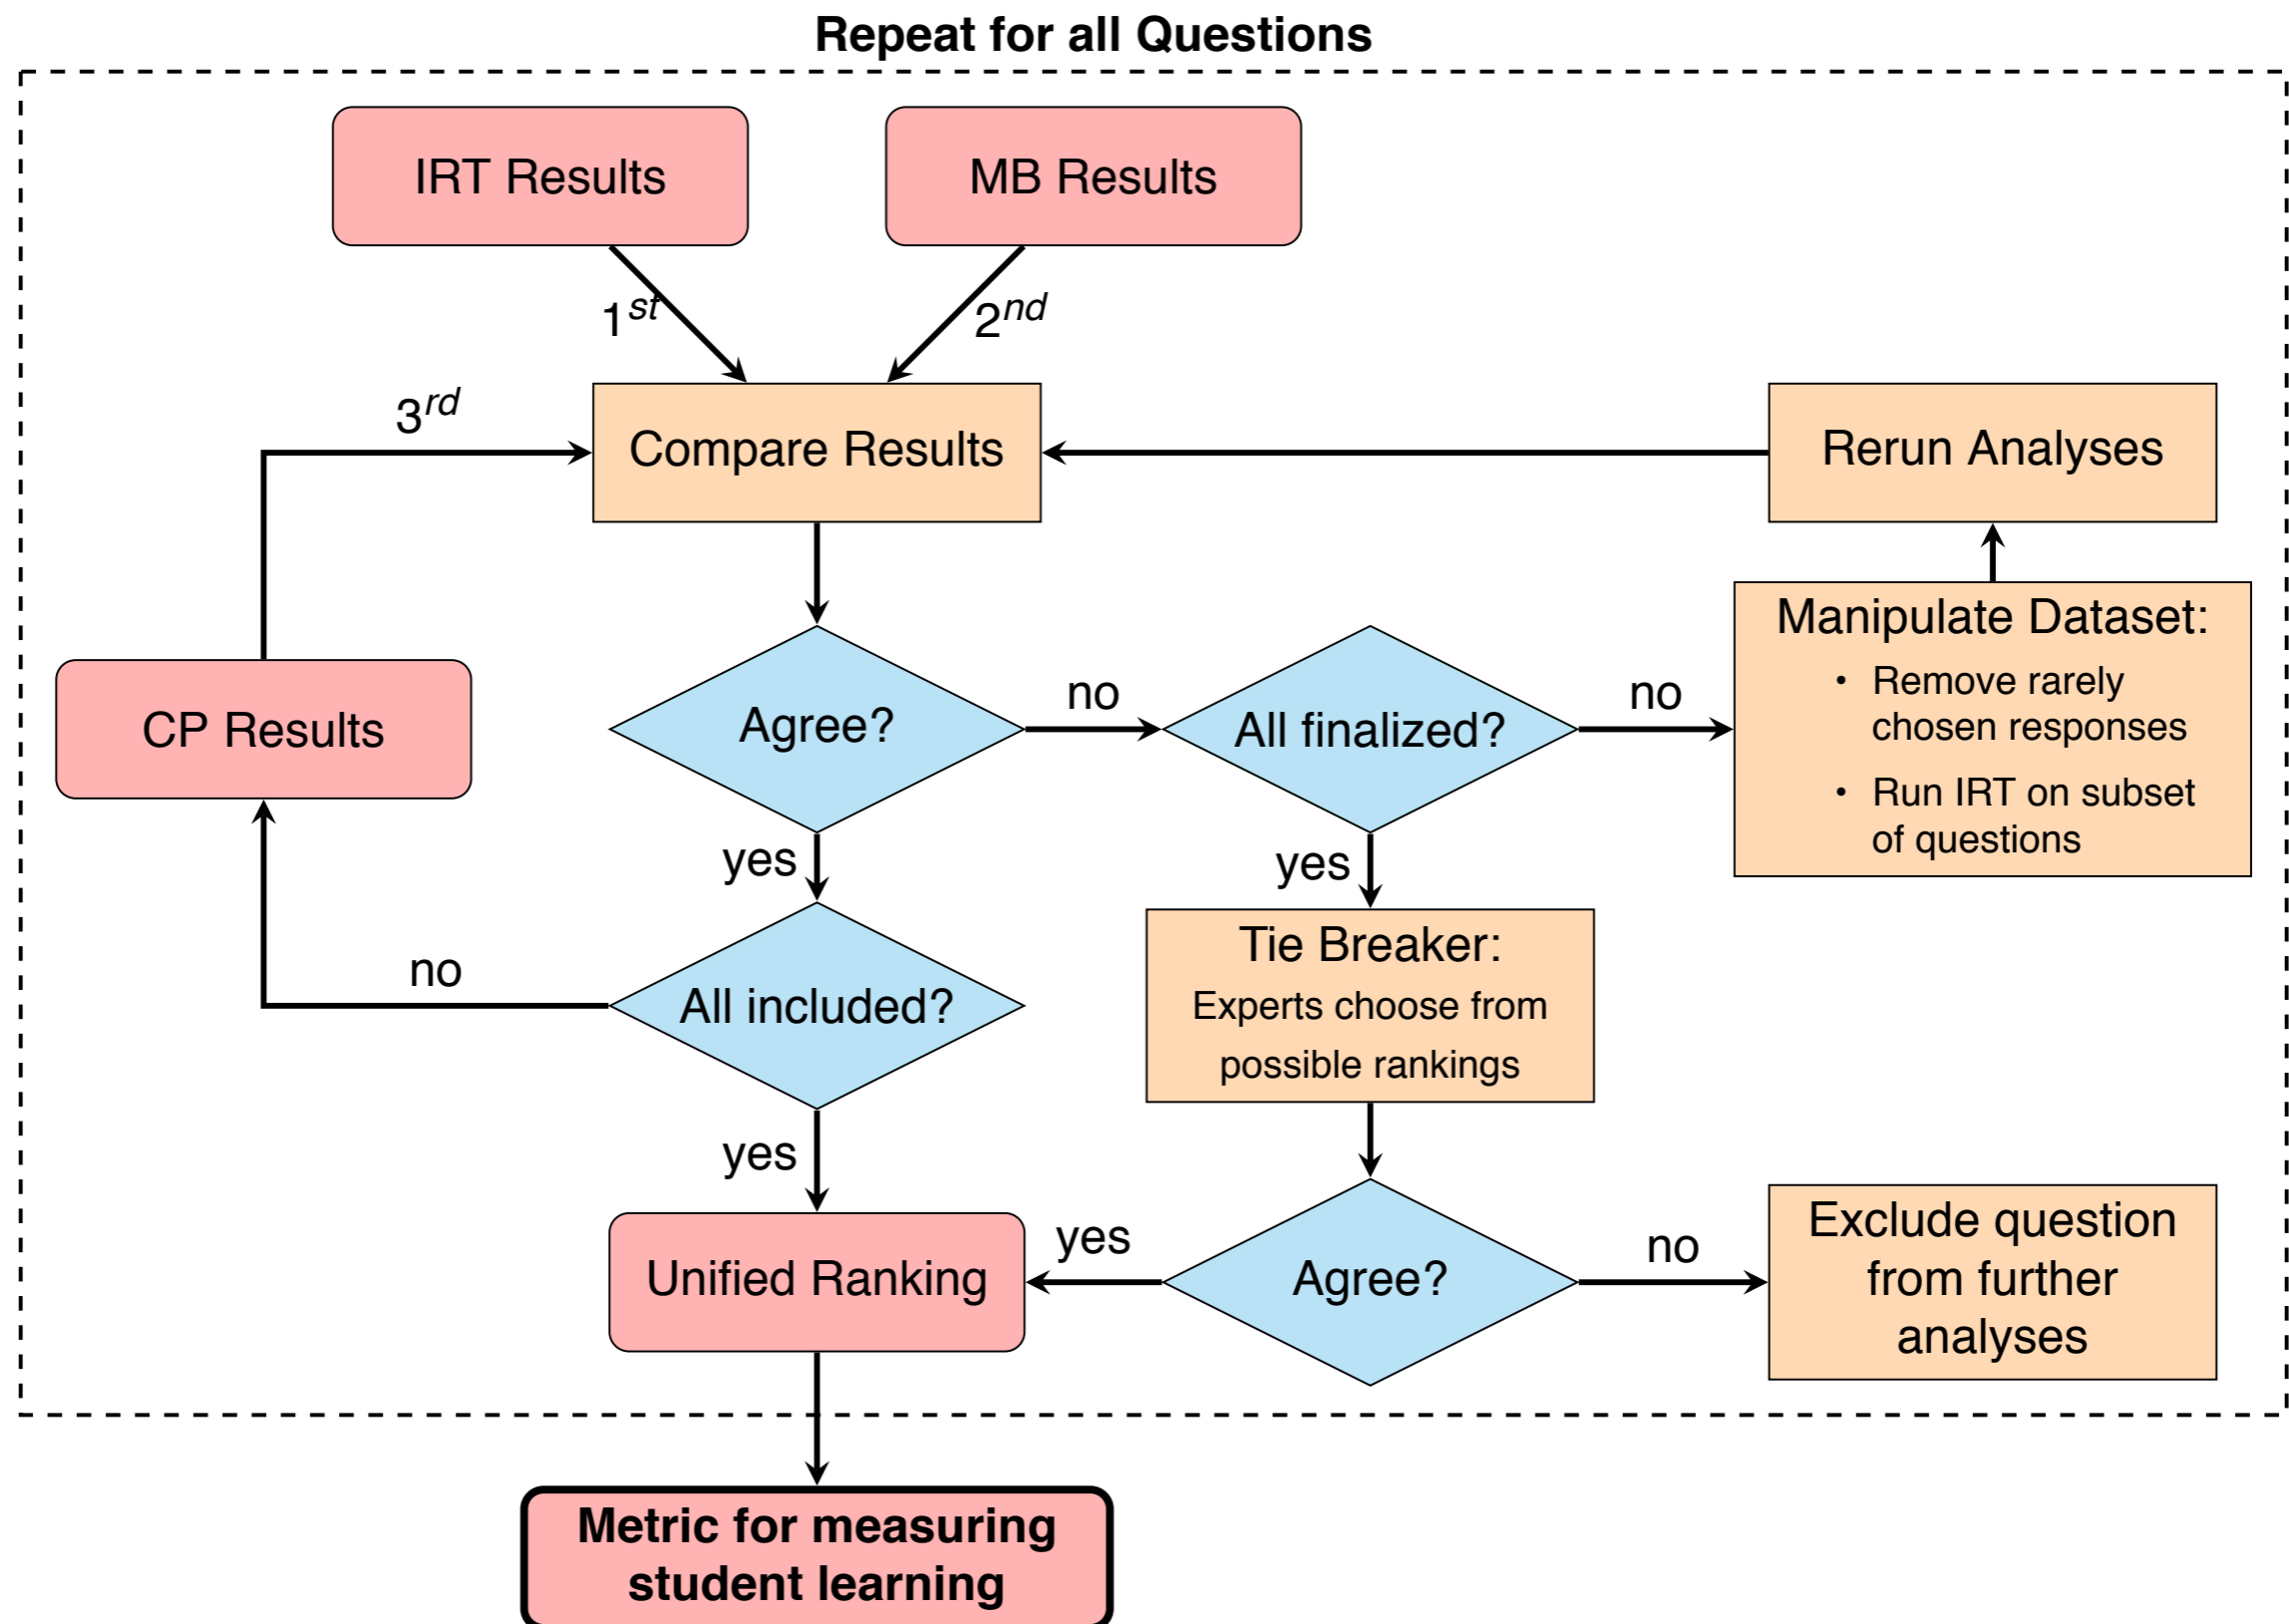 Repeat for all Questions
IRT Results
MB Results
1st
2nd
3rd
Compare Results
Rerun Analyses
Manipulate Dataset:
• Remove rarely
chosen responses
• Run IRT on subset
of questions
CP Results
Agree?
no
All finalized?
no
yes
yes
no
All included?
Tie Breaker:
Experts choose from
possible rankings
yes
Unified Ranking
yes
Agree?
no
Exclude question
from further
analyses
Metric for measuring
student learning